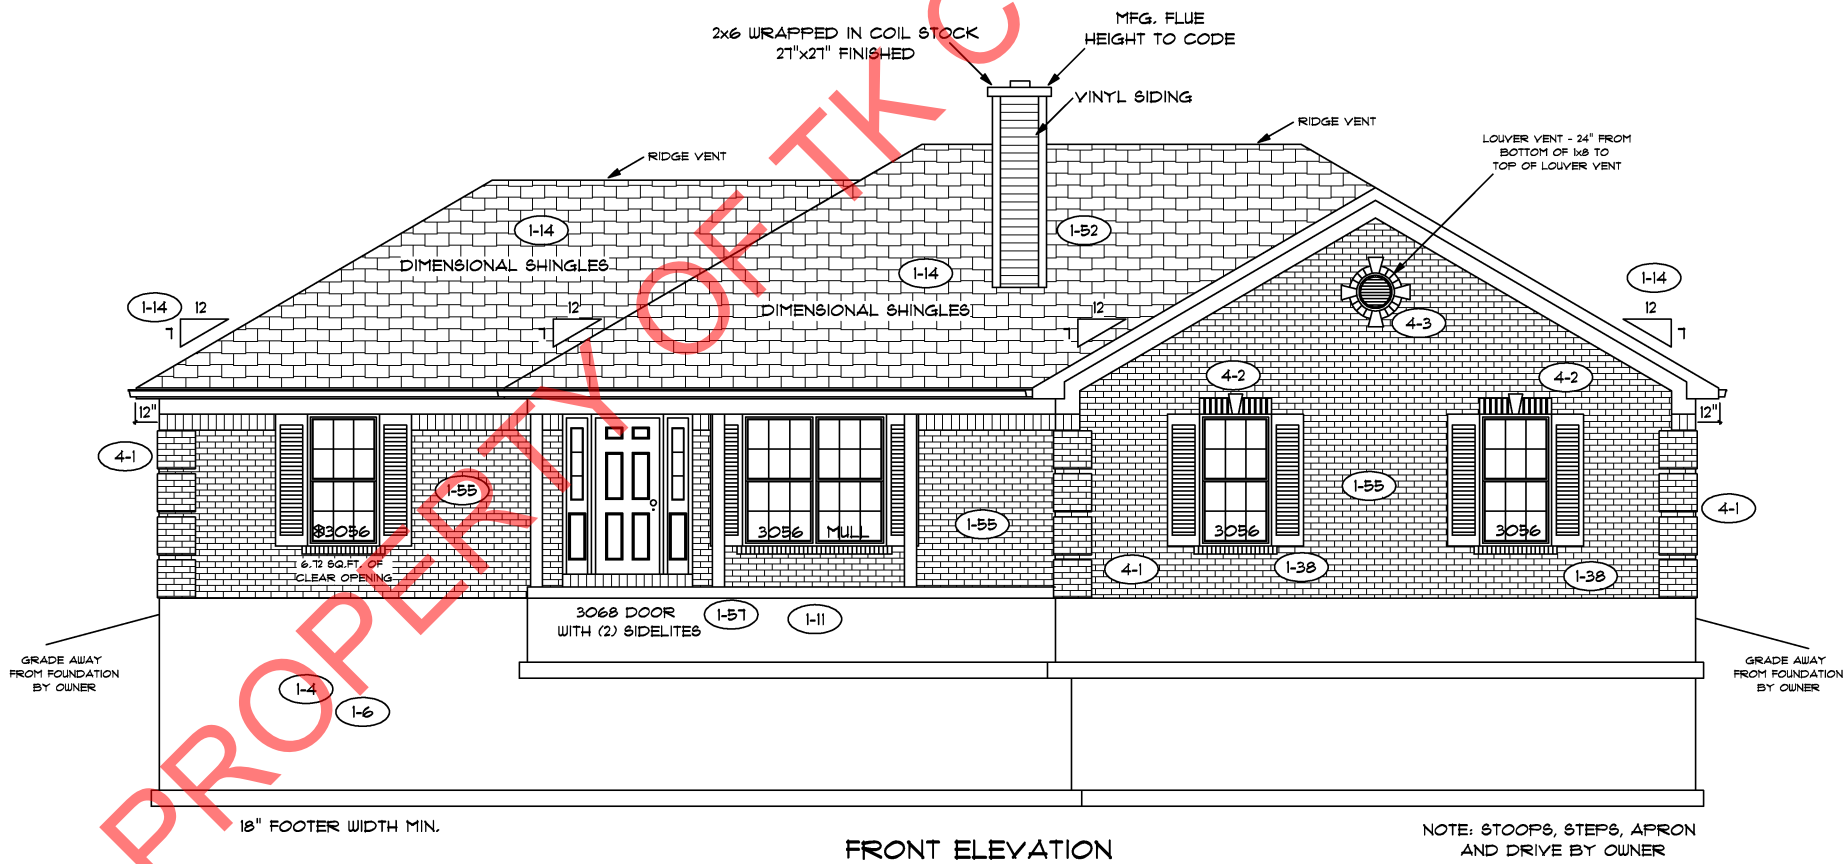 2x6 WRAPPED IN COIL STOCK
27"x27" FINISHED
MFG. FLUE
HEIGHT TO CODE
VINYL SIDING
RIDGE VENT
RIDGE VENT
LOUVER VENT - 24" FROM
BOTTOM OF 1x8 TO
TOP OF LOUVER VENT
1-14
DIMENSIONAL SHINGLES
1-52
1-14
DIMENSIONAL SHINGLES
1-14
12
7
12
7
12
7
1-14
12
7
4-3
4-2
4-2
12"
12"
4-1
1-55
3056
6.72 SQ.FT. OF
CLEAR OPENING
3056 MULL
1-55
3056
1-55
3056
4-1
4-1
1-38
1-38
3068 DOOR
WITH (2) SIDELITES
1-57
1-11
GRADE AWAY
FROM FOUNDATION
BY OWNER
1-4
1-6
GRADE AWAY
FROM FOUNDATION
BY OWNER
18" FOOTER WIDTH MIN.
FRONT ELEVATION
NOTE: STOOPS, STEPS, APRON
AND DRIVE BY OWNER
PROPERTY OF TK C